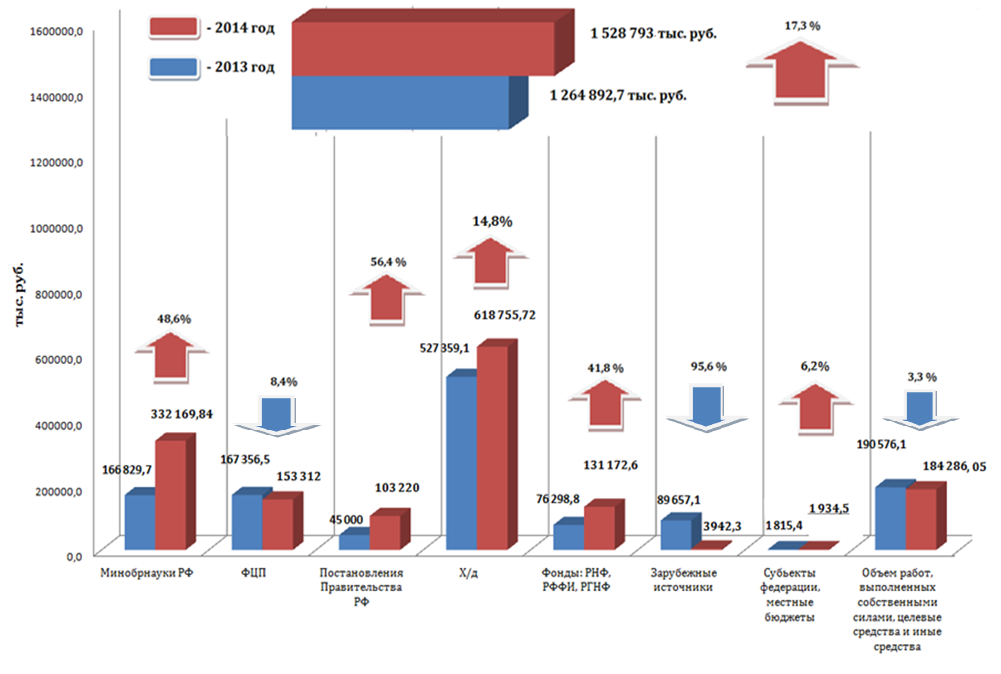 - 2014 год
1 528 793 тыс. руб.
17,3 %
- 2013 год
1 264 892,7 тыс. руб.
тыс. руб.
1600000,0
1400000,0
1200000,0
1000000,0
800000,0
600000,0
400000,0
200000,0
0,0
48,6%
332 169,84
166 829,7
8,4%
167 356,5
153 312
56,4 %
45 000
103 220
14,8%
618 755,72
527 359,1
41,8 %
131 172,6
76 298,8
95,6 %
89 657,1
3942,3
6,2%
1 934,5
1 815,4
3,3 %
190 576,1
184 286, 05
Минобрнауки РФ
ФЦП
Постановления
Правительства
РФ
Х/д
Фонды: РНФ,
РФФИ, РГНФ
Зарубежные
источники
Субъекты
федерации,
местные
бюджеты
Объем работ,
выполненных
собственными
силами, целевые
средства и иные
средства